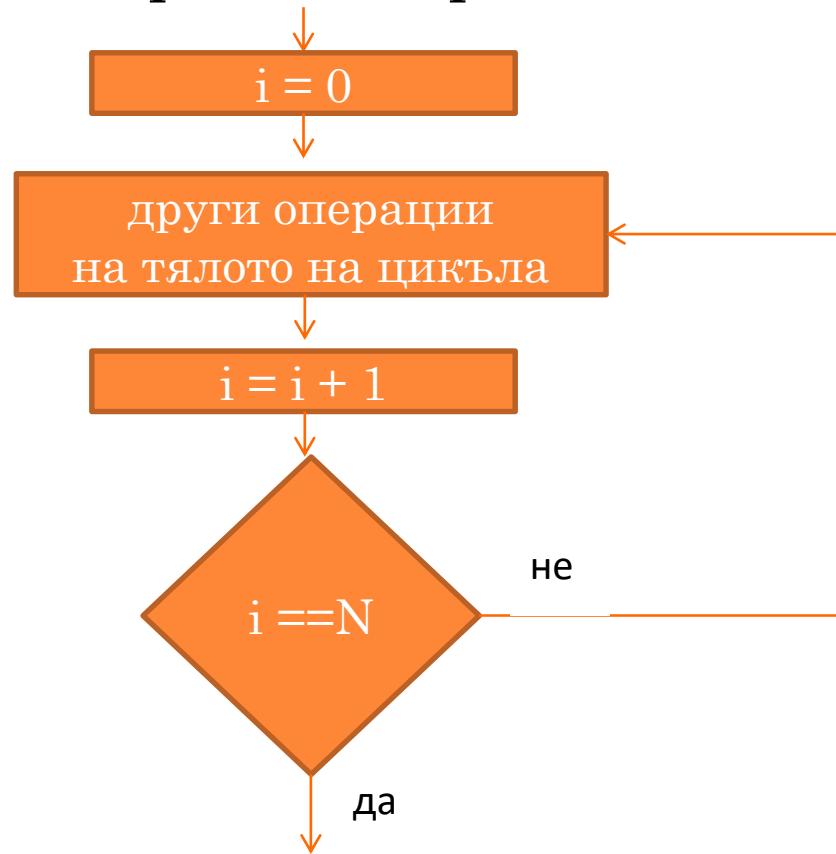 i = 0
други операции
на тялото на цикъла
i = i + 1
не
i ==N
да